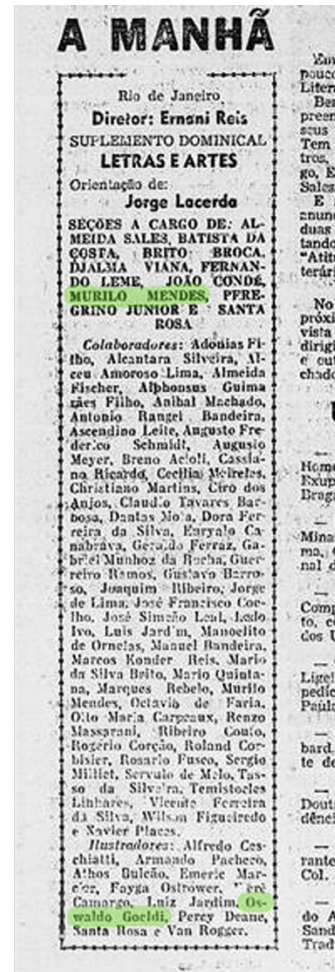 A MANHÃ
Rio de Janeiro
Diretor: Ernani Reis
SUPLEMENTO DOMINICAL
LETRAS E ARTES
Orientação de:
Jorge Lacerda
SEÇÕES A CARGO DE: AL-
MEIDA SALES, BATISTA DA
COSTA, BRITO BROCA,
DJALMA VIANA, FERNAN-
DO LEME, JOÃO CONDÉ,
MURILO MENDES, PERE-
GRINO JUNIOR E SANTA
ROSA
Colaboradores: Adonias Fi-
lho, Alcantara Silveira, Al-
ceu Amoroso Lima, Almeida
Fischer, Alphonsus Guima
rães Filho, Anibal Machado,
Antonio Rangel Bandeira,
Ascendino Leite, Augusto Fre-
derico Schmidt, Augusto
Meyer, Breno Acioli, Cassia-
no Ricardo, Cecilia Meireles,
Christiano Martins, Ciro dos
Anjos, Claudio Tavares Bar-
bosa, Dantas Mota, Dora Fer-
reira da Silva, Euryalo Ca-
nabrava, Geraldo Ferraz, Ga-
briel Munhoz da Rocha, Guer-
reiro Ramos, Gustavo Barro-
so, Joaquim Ribeiro, Jorge
de Lima, José Francisco Coe-
lho, José Simeão Leal, Ledo
Ivo, Luis Jardim, Manoelito
de Ornelas, Manuel Bandeira,
Marcos Konder Reis, Mario
da Silva Brito, Mario Quinta-
na, Marques Rebelo, Murilo
Mendes, Octavio de Faria,
Otto Maria Carpeaux, Renzo
Massarani, Ribeiro Couto,
Rogério Corção, Roland Cor-
bisier, Rosario Fusco, Sergio
Milliet, Servulo de Melo, Tas-
so da Silveira, Temistocles
Linhares, Vicente Ferreira
da Silva, Wilson Figueiredo
e Xavier Placer.
Ilustradores: Alfredo Ces-
chiatti, Armando Pacheco,
Athos Bulcão, Emeric Mar-
cier, Fayga Ostrower,
Camargo, Luiz Jardim, Os-
waldo Goeldi, Percy Deane,
Santa Rosa e Van Rogger.